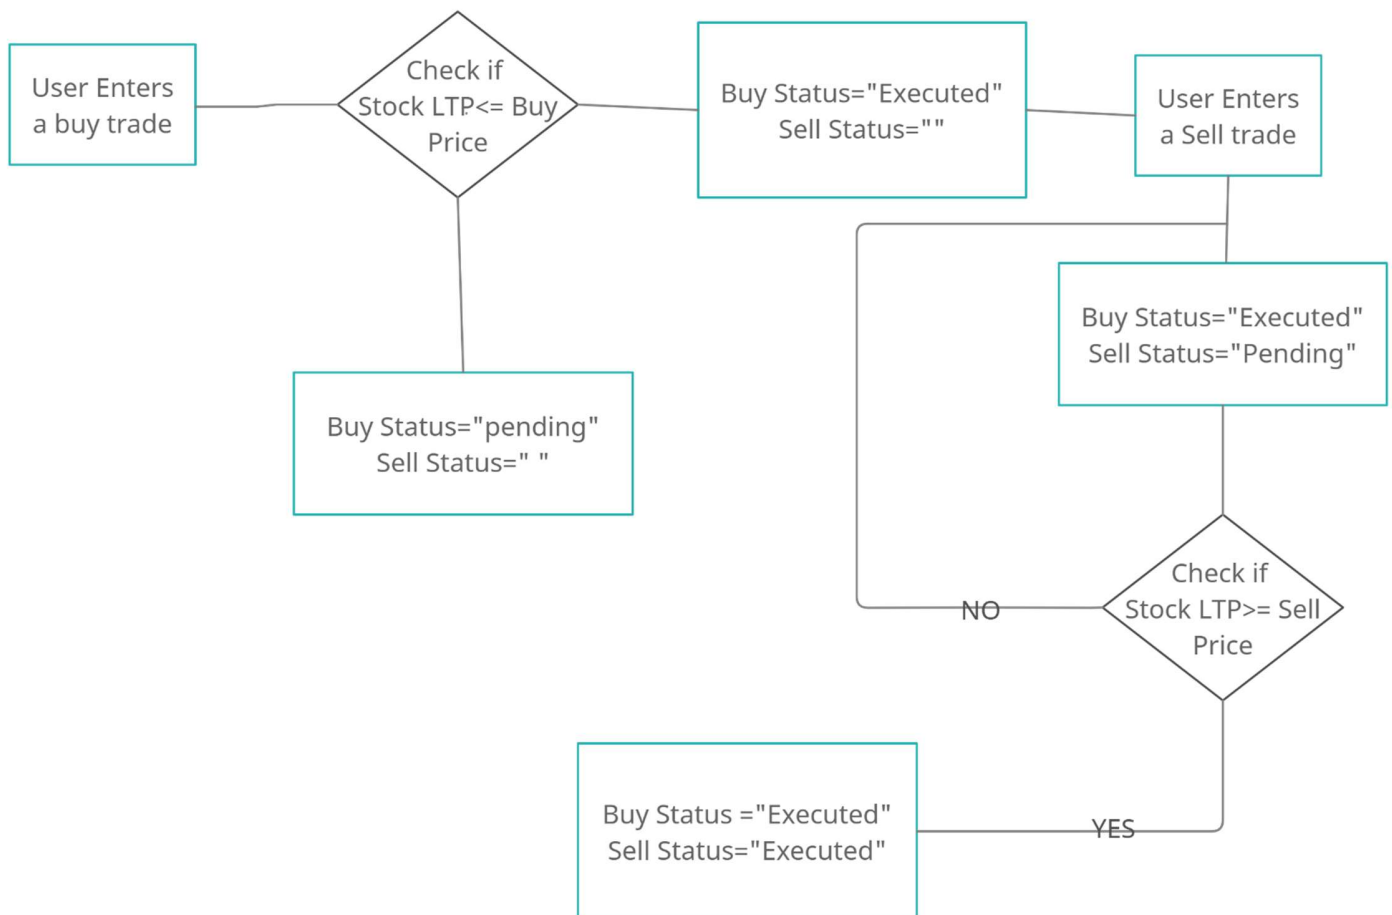 User Enters
a buy trade
Check if
Stock LTP<= Buy
Price
Buy Status="Executed"
Sell Status=""
User Enters
a Sell trade
Buy Status="Executed"
Sell Status="Pending"
Buy Status="pending"
Sell Status=" "
Check if
Stock LTP>= Sell
Price
NO
YES
Buy Status ="Executed"
Sell Status="Executed"